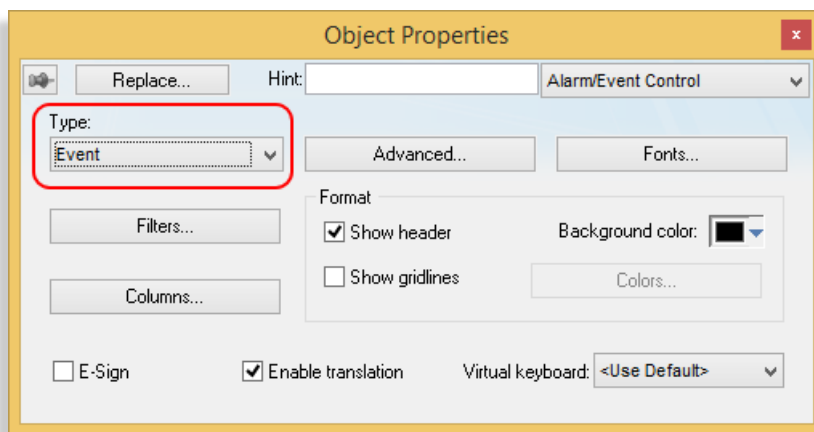 Object Properties
x
Replace... Hint: Alarm/Event Control
Type:
Event Advanced... Fonts...
Format
Filters... Show header Background color:
Show gridlines Colors...
Columns...
E-Sign Enable translation Virtual keyboard: <Use Default>